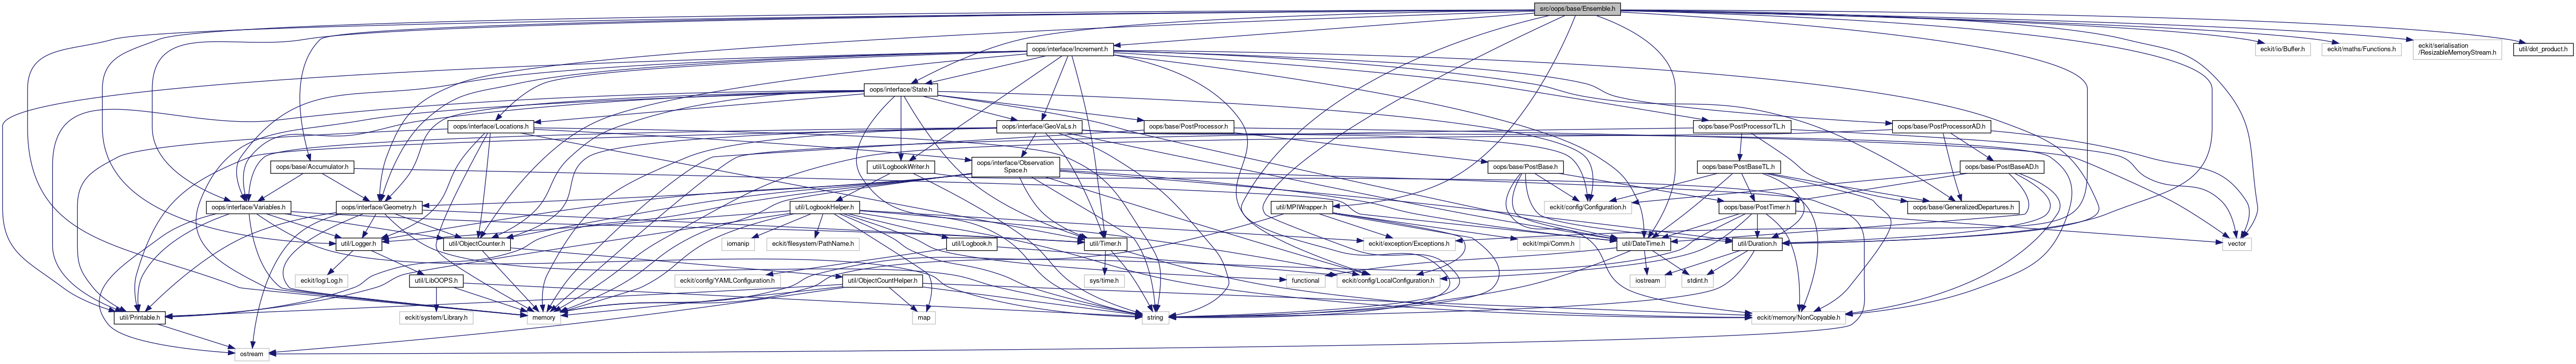 src/oops/base/Ensemble.h
oops/interface/Increment.h
eckit/io/Buffer.h
eckit/maths/Functions.h
eckit/serialisation
/ResizableMemoryStream.h
util/dot_product.h
oops/interface/State.h
oops/interface/Locations.h
oops/interface/GeoVaLs.h
oops/base/PostProcessor.h
oops/base/PostProcessorTL.h
oops/base/PostProcessorAD.h
oops/base/Accumulator.h
util/LogbookWriter.h
oops/interface/Observation
Space.h
oops/base/PostBase.h
oops/base/PostBaseTL.h
oops/base/PostBaseAD.h
oops/interface/Variables.h
oops/interface/Geometry.h
util/LogbookHelper.h
util/MPIWrapper.h
eckit/config/Configuration.h
oops/base/PostTimer.h
oops/base/GeneralizedDepartures.h
util/Logger.h
util/ObjectCounter.h
iomanip
eckit/filesystem/PathName.h
util/Logbook.h
util/Timer.h
eckit/exception/Exceptions.h
eckit/mpi/Comm.h
util/DateTime.h
util/Duration.h
vector
eckit/log/Log.h
util/LibOOPS.h
eckit/config/YAMLConfiguration.h
util/ObjectCountHelper.h
sys/time.h
functional
eckit/config/LocalConfiguration.h
iostream
stdint.h
util/Printable.h
eckit/system/Library.h
memory
map
string
eckit/memory/NonCopyable.h
ostream